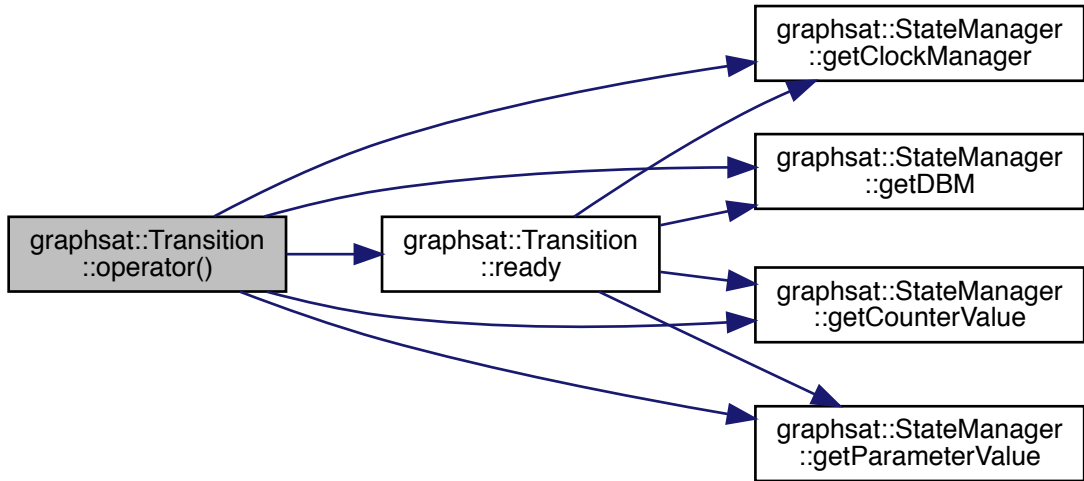 graphsat::Transition
::operator()
graphsat::Transition
::ready
graphsat::StateManager
::getClockManager
graphsat::StateManager
::getDBM
graphsat::StateManager
::getCounterValue
graphsat::StateManager
::getParameterValue